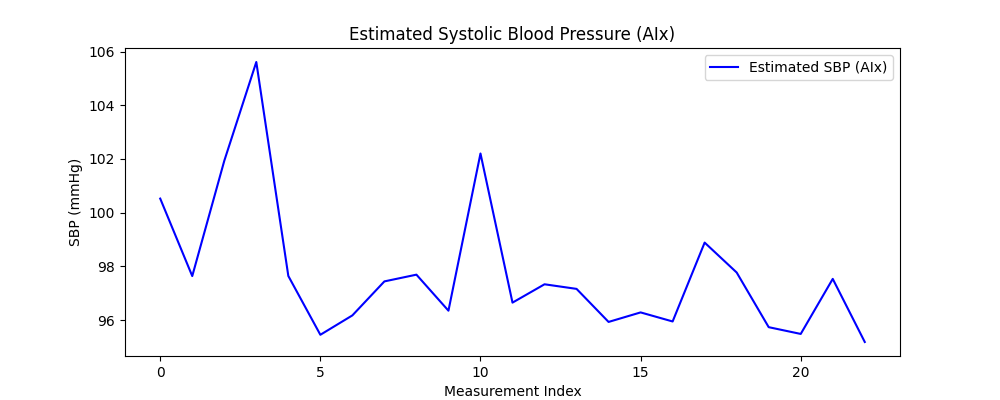 Estimated Systolic Blood Pressure (AIx)
Estimated SBP (AIx)
SBP (mmHg)
106
104
102
100
98
96
0 5 10 15 20
Measurement Index